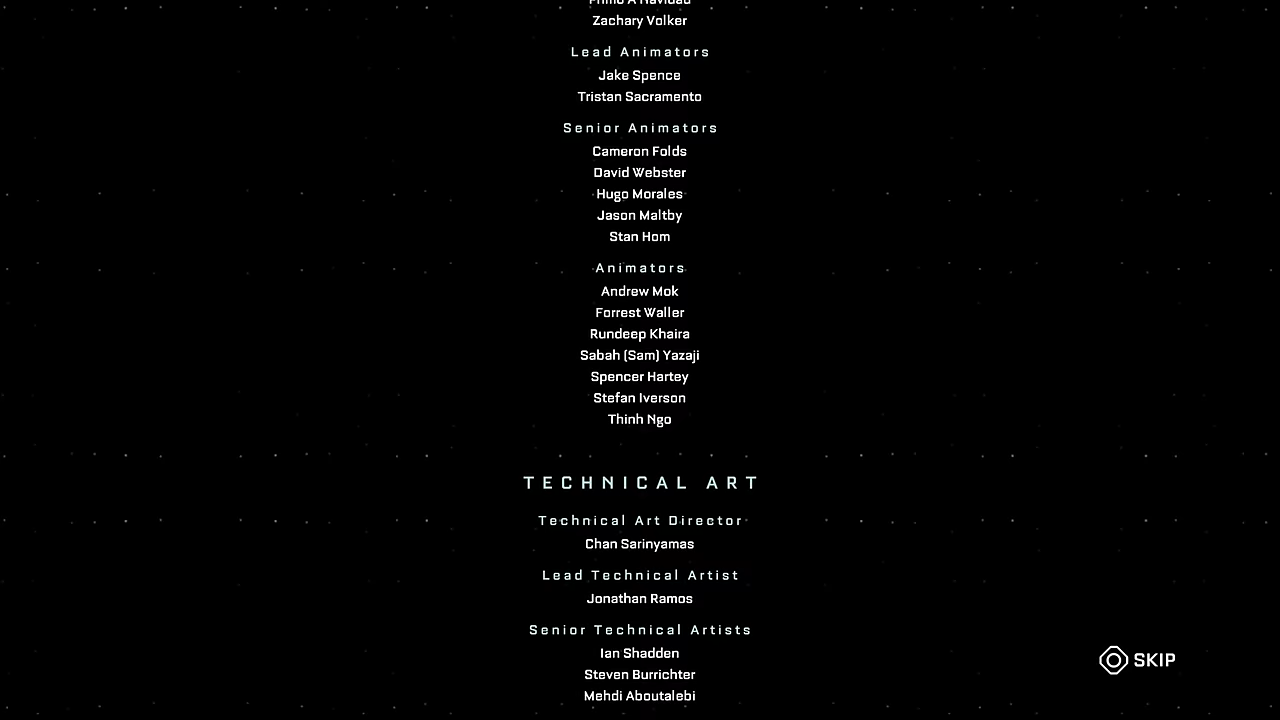 Primo A Navidad
Zachary Volker
Lead Animators
Jake Spence
Tristan Sacramento
Senior Animators
Cameron Folds
David Webster
Hugo Morales
Jason Maltby
Stan Hom
Animators
Andrew Mok
Forrest Waller
Rundeep Khaira
Sabah (Sam) Yazaji
Spencer Hartey
Stefan Iverson
Thinh Ngo
TECHNICAL ART
Technical Art Director
Chan Sarinyamas
Lead Technical Artist
Jonathan Ramos
Senior Technical Artists
Ian Shadden
Steven Burrichter
Mehdi Aboutalebi
SKIP